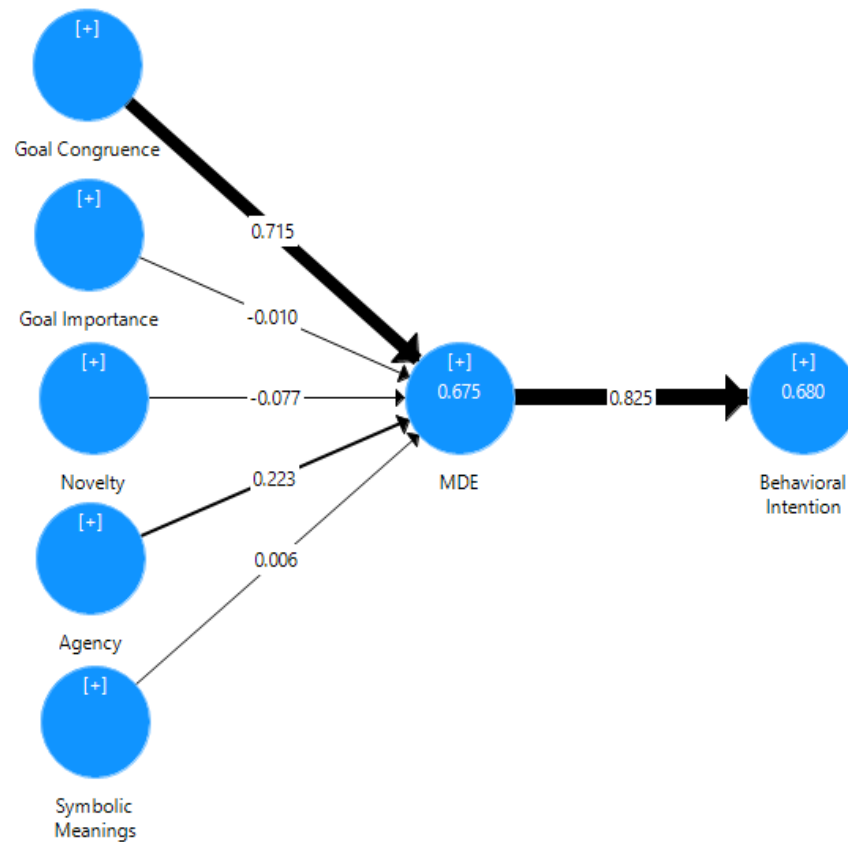 [+]
Goal Congruence
0.715
[+]
Goal Importance
-0.010
[+]
Novelty
-0.077
[+]
0.675
MDE
0.825
[+]
0.680
Behavioral
Intention
[+]
Agency
0.223
0.006
[+]
Symbolic
Meanings